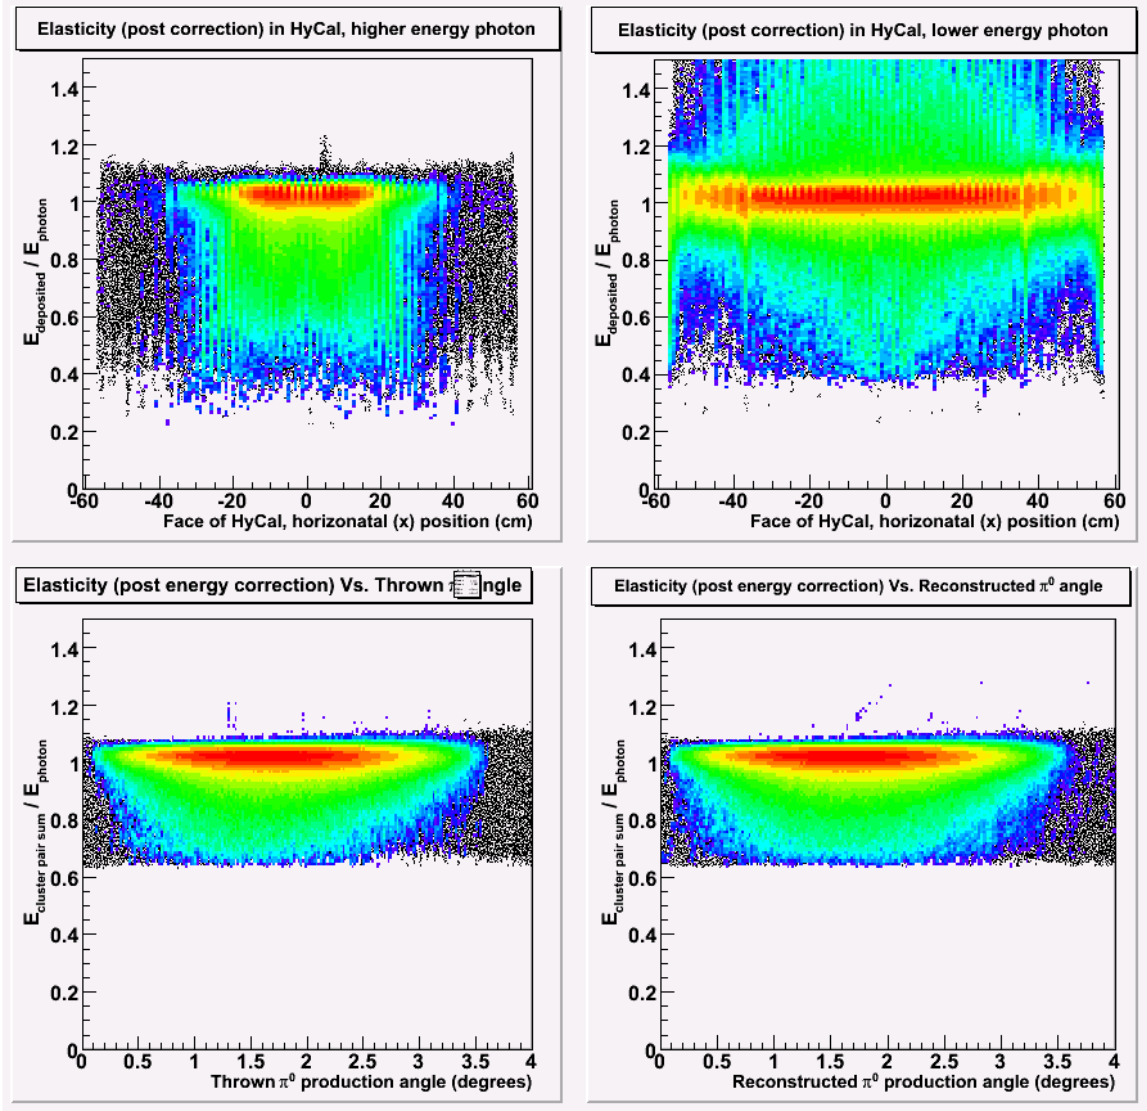 Elasticity (post correction) in HyCal, higher energy photon
E_deposited / E_photon
1.4
1.2
1
0.8
0.6
0.4
0.2
0
-60 -40 -20 0 20 40 60
Face of HyCal, horizonatal (x) position (cm)
Elasticity (post correction) in HyCal, lower energy photon
E_deposited / E_photon
1.4
1.2
1
0.8
0.6
0.4
0.2
0
-60 -40 -20 0 20 40 60
Face of HyCal, horizonatal (x) position (cm)
Elasticity (post energy correction) Vs. Thrown π ngle
E_cluster pair sum / E_photon
1.4
1.2
1
0.8
0.6
0.4
0.2
0
0 0.5 1 1.5 2 2.5 3 3.5 4
Thrown π⁰ production angle (degrees)
Elasticity (post energy correction) Vs. Reconstructed π⁰ angle
E_cluster pair sum / E_photon
1.4
1.2
1
0.8
0.6
0.4
0.2
0
0 0.5 1 1.5 2 2.5 3 3.5 4
Reconstructed π⁰ production angle (degrees)